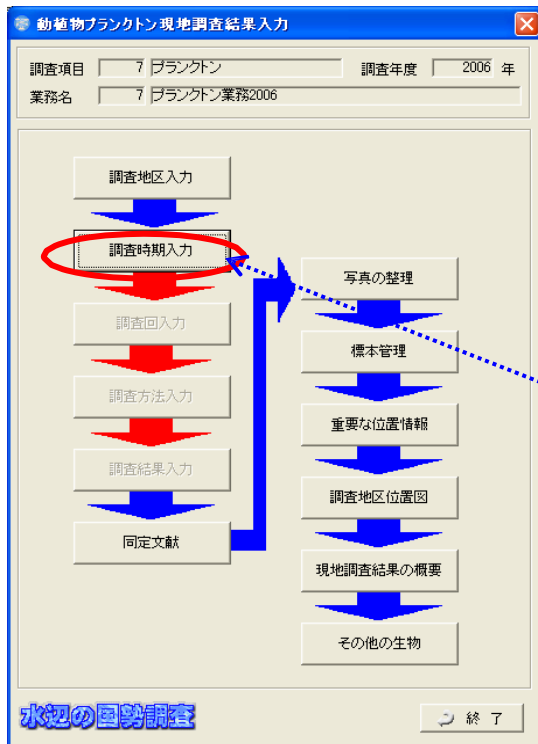 動植物プランクトン現地調査結果入力
調査項目 7 プランクトン 調査年度 2006 年
業務名 7 プランクトン業務2006
調査地区入力
調査時期入力
調査回入力
調査方法入力
調査結果入力
同定文献
写真の整理
標本管理
重要な位置情報
調査地区位置図
現地調査結果の概要
その他の生物
水辺の国勢調査
終了